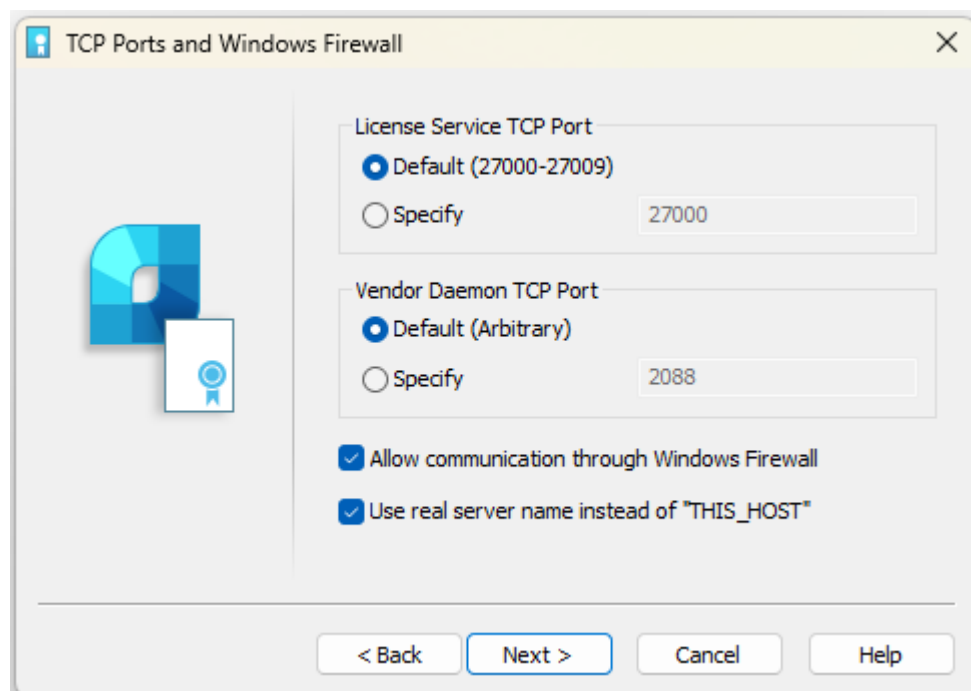 TCP Ports and Windows Firewall
License Service TCP Port
Default (27000-27009)
Specify 27000
Vendor Daemon TCP Port
Default (Arbitrary)
Specify 2088
Allow communication through Windows Firewall
Use real server name instead of "THIS_HOST"
< Back Next > Cancel Help